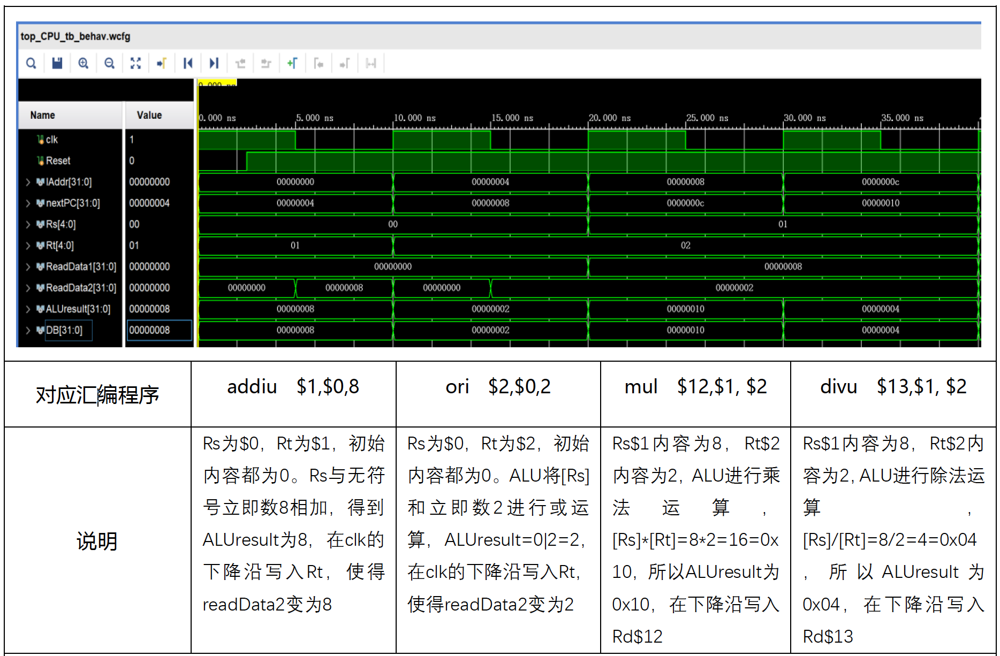 top_CPU_tb_behav.wcfg
0.000 ns
Name Value
0.000 ns 5.000 ns 10.000 ns 15.000 ns 20.000 ns 25.000 ns 30.000 ns 35.000 ns
clk 1
Reset 0
IAddr[31:0] 00000000 00000000 00000004 00000008 0000000c
nextPC[31:0] 00000004 00000004 00000008 0000000c 00000010
Rs[4:0] 00 00 01
Rt[4:0] 01 01 02
ReadData1[31:0] 00000000 00000000 00000008
ReadData2[31:0] 00000000 00000000 00000008 00000000 00000002
ALUresult[31:0] 00000008 00000008 00000002 00000010 00000004
DB[31:0] 00000008 00000008 00000002 00000010 00000004
对应汇编程序
addiu $1,$0,8
ori $2,$0,2
mul $12,$1, $2
divu $13,$1, $2
说明
Rs为$0，Rt为$1，初始
内容都为0。Rs与无符
号立即数8相加，得到
ALUresult为8，在clk的
下降沿写入Rt，使得
readData2变为8
Rs为$0，Rt为$2，初始
内容都为0。ALU将[Rs]
和立即数2进行或运
算，ALUresult=0|2=2,
在clk的下降沿写入Rt,
使得readData2变为2
Rs$1内容为8，Rt$2
内容为2, ALU进行乘
法运算，
[Rs]*[Rt]=8*2=16=0x
10，所以ALUresult为
0x10，在下降沿写入
Rd$12
Rs$1内容为8，Rt$2内
容为2, ALU进行除法运
算，
[Rs]/[Rt]=8/2=4=0x04
，所以ALUresult为
0x04，在下降沿写入
Rd$13